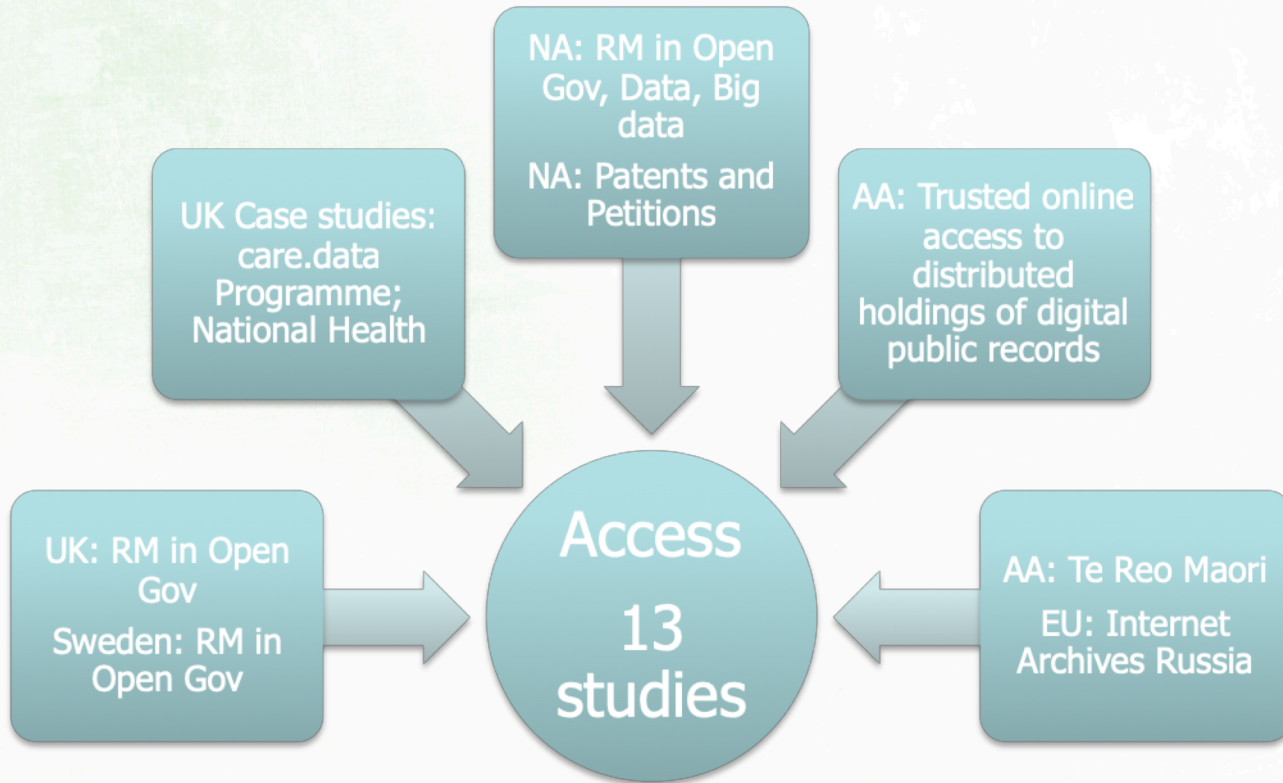 NA: RM in Open
Gov, Data, Big
data
NA: Patents and
Petitions
UK Case studies:
care.data
Programme;
National Health
AA: Trusted online
access to
distributed
holdings of digital
public records
UK: RM in Open
Gov
Sweden: RM in
Open Gov
Access
13
studies
AA: Te Reo Maori
EU: Internet
Archives Russia